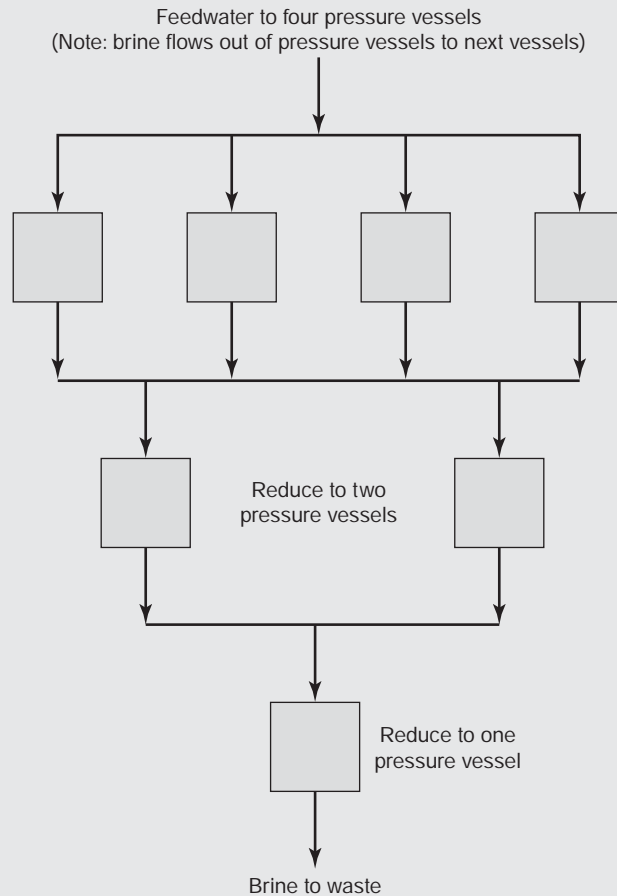 Feedwater to four pressure vessels
(Note: brine flows out of pressure vessels to next vessels)
Reduce to two
pressure vessels
Reduce to one
pressure vessel
Brine to waste